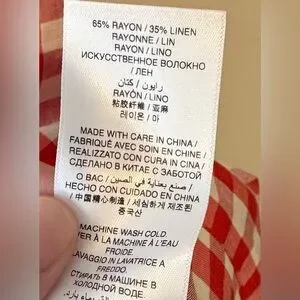 65% RAYON / 35% LINEN
RAYONNE / LIN
RAYON / LINO
ИСКУССТВЕННОЕ ВОЛОКНО
/ ЛЕН
رايون / كتان
RAYÓN / LINO
粘胶纤维 / 亚麻
레이온 / 마
MADE WITH CARE IN CHINA /
FABRIQUÉ AVEC SOIN EN CHINE /
REALIZZATO CON CURA IN CINA /
СДЕЛАНО В КИТАЕ С ЗАБОТОЙ
О ВАС / صنع بعناية في الصين /
HECHO CON CUIDADO EN CHINA
/ 中国精心制造 / 세심하게 제조된
중국산
MACHINE WASH COLD
À LA MACHINE À L'EAU
FROIDE.
LAVAGGIO IN LAVATRICE A
FREDDO.
СТИРАТЬ В МАШИНЕ В
ХОЛОДНОЙ ВОДЕ.